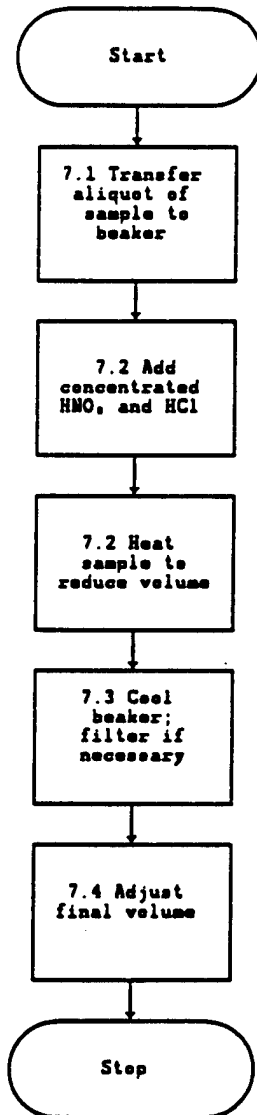 Start
7.1 Transfer
aliquot of
sample to
beaker
7.2 Add
concentrated
HNO₃ and HCl
7.2 Heat
sample to
reduce volume
7.3 Cool
beaker;
filter if
necessary
7.4 Adjust
final volume
Stop